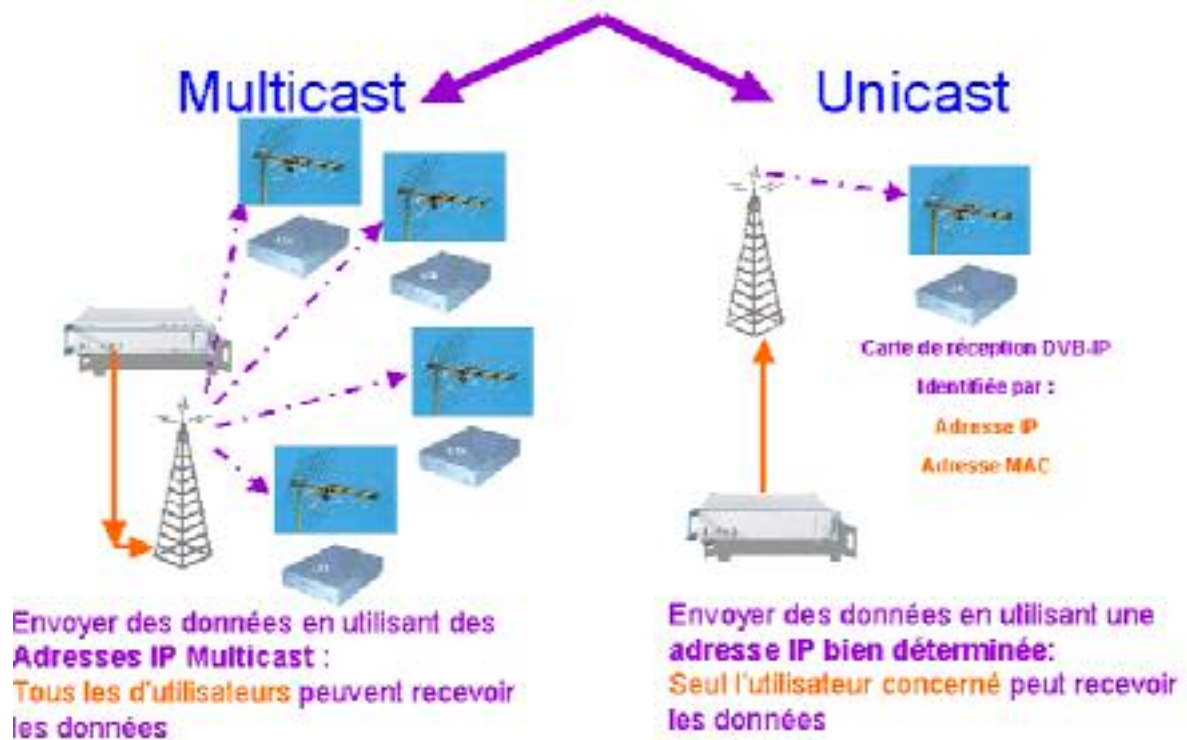 Multicast
Unicast
Carte de réception DVB-IP
Identifiée par :
Adresse IP
Adresse MAC
Envoyer des données en utilisant des
Adresses IP Multicast :
Tous les d'utilisateurs peuvent recevoir
les données
Envoyer des données en utilisant une
adresse IP bien déterminée:
Seul l'utilisateur concerné peut recevoir
les données